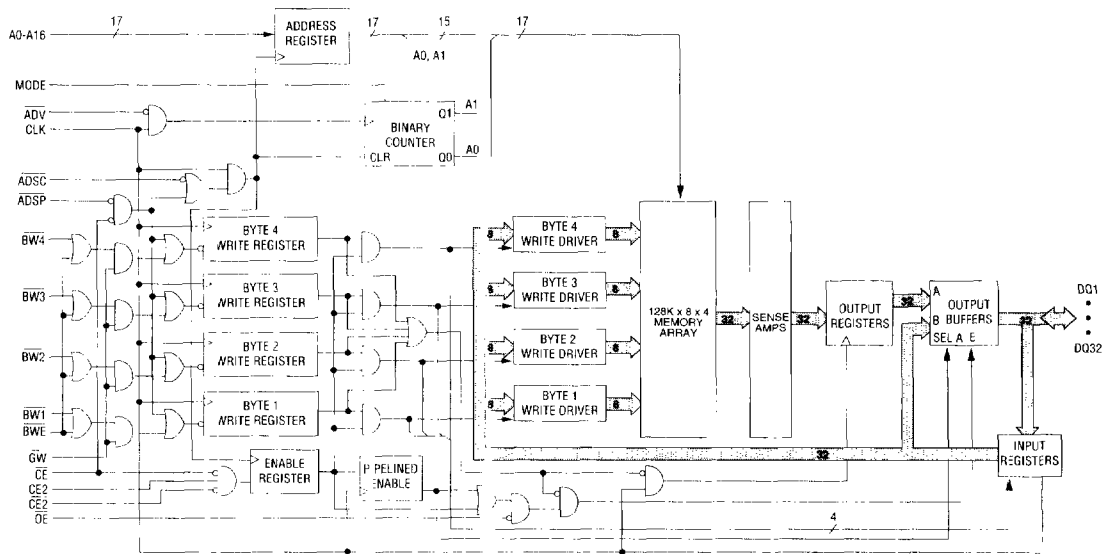 A0-A16
17
ADDRESS
REGISTER
17
15
17
A0, A1
MODE
ADV
CLK
BINARY
COUNTER
CLR
Q1
Q0
A1
A0
ADSC
ADSP
BW4
BW3
BW2
BW1
BWE
GW
CE
CE2
CE2
OE
BYTE 4
WRITE REGISTER
BYTE 3
WRITE REGISTER
BYTE 2
WRITE REGISTER
BYTE 1
WRITE REGISTER
ENABLE
REGISTER
PIPELINED
ENABLE
8
BYTE 4
WRITE DRIVER
8
8
BYTE 3
WRITE DRIVER
8
8
BYTE 2
WRITE DRIVER
8
8
BYTE 1
WRITE DRIVER
8
128K x 8 x 4
MEMORY
ARRAY
32
SENSE
AMPS
32
OUTPUT
REGISTERS
32
A
B
OUTPUT
BUFFERS
SEL A E
32
DQ1
DQ32
INPUT
REGISTERS
32
4